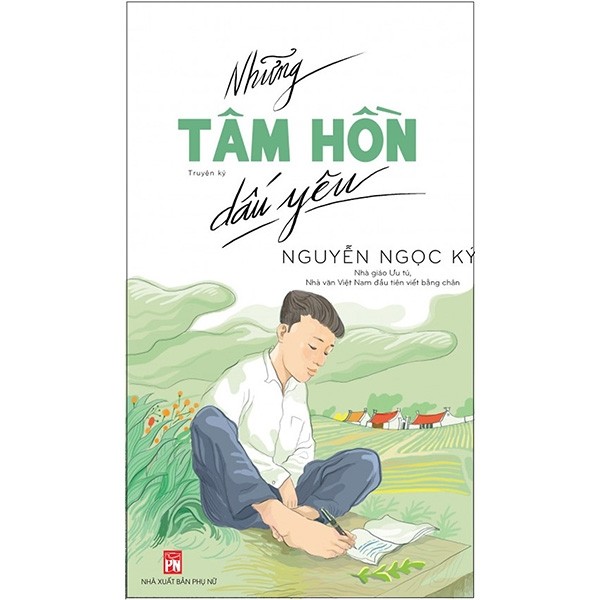 Những
TÂM HỒN
Truyện ký
dấu yêu
NGUYỄN NGỌC KÝ
Nhà giáo Ưu tú,
Nhà văn Việt Nam đầu tiên viết bằng chân
PN
NHÀ XUẤT BẢN PHỤ NỮ